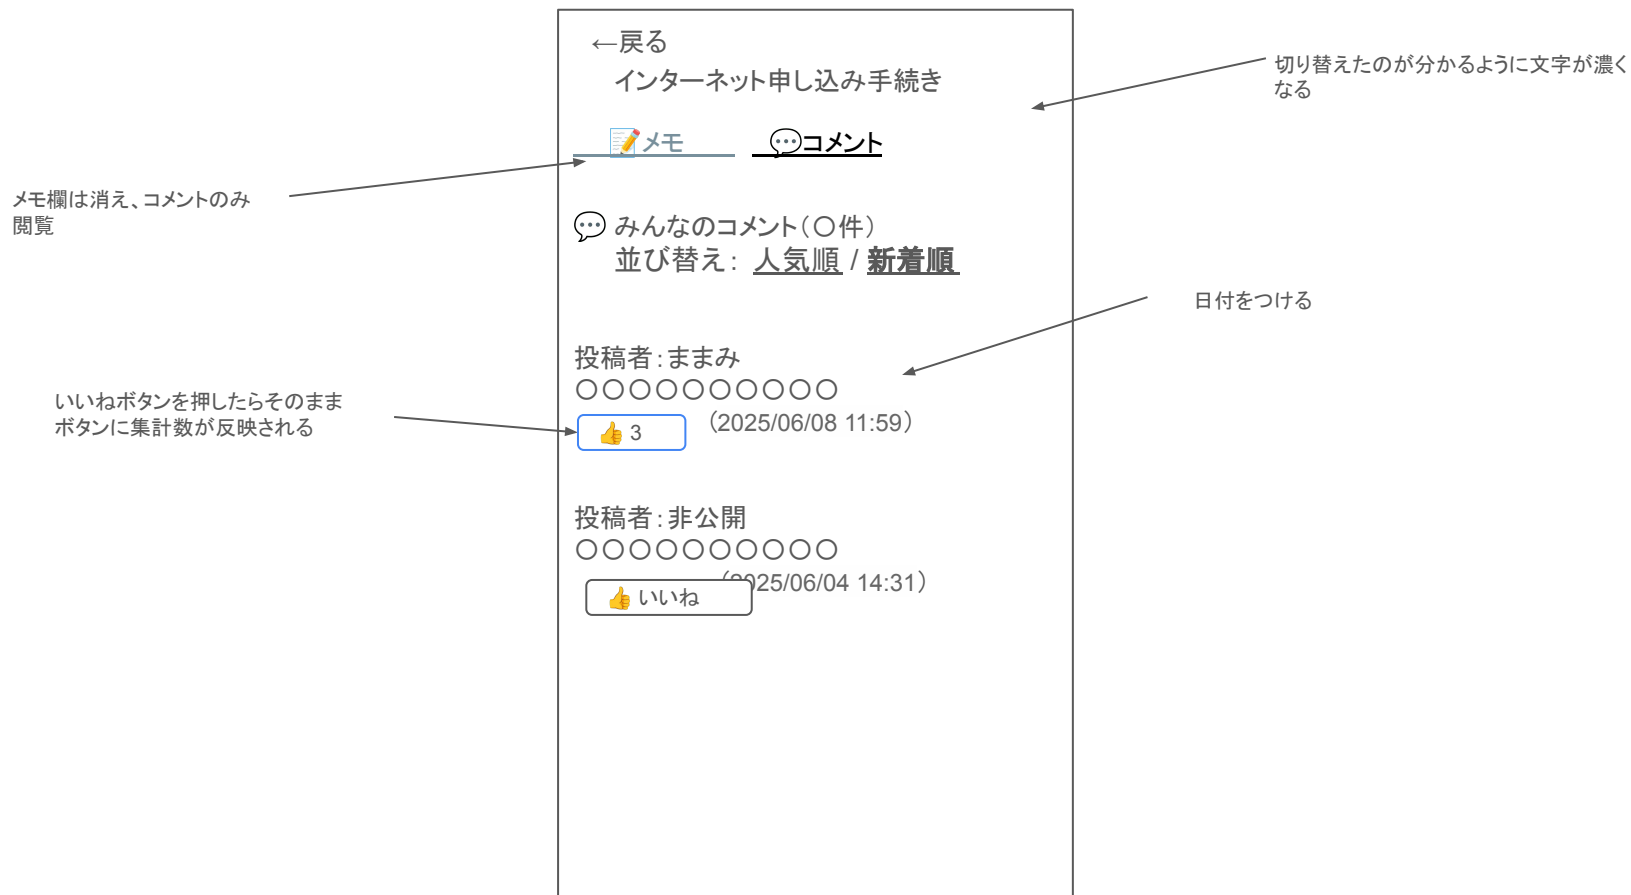 ←戻る
インターネット申し込み手続き
切り替えたのが分かるように文字が濃く
なる
📝メモ 💬コメント
メモ欄は消え、コメントのみ
閲覧
💬 みんなのコメント（〇件）
並び替え： 人気順 / 新着順
日付をつける
投稿者：ままみ
〇〇〇〇〇〇〇〇〇〇
いいねボタンを押したらそのまま
ボタンに集計数が反映される
👍 3 （2025/06/08 11:59）
投稿者：非公開
〇〇〇〇〇〇〇〇〇〇
👍 いいね （2025/06/04 14:31）